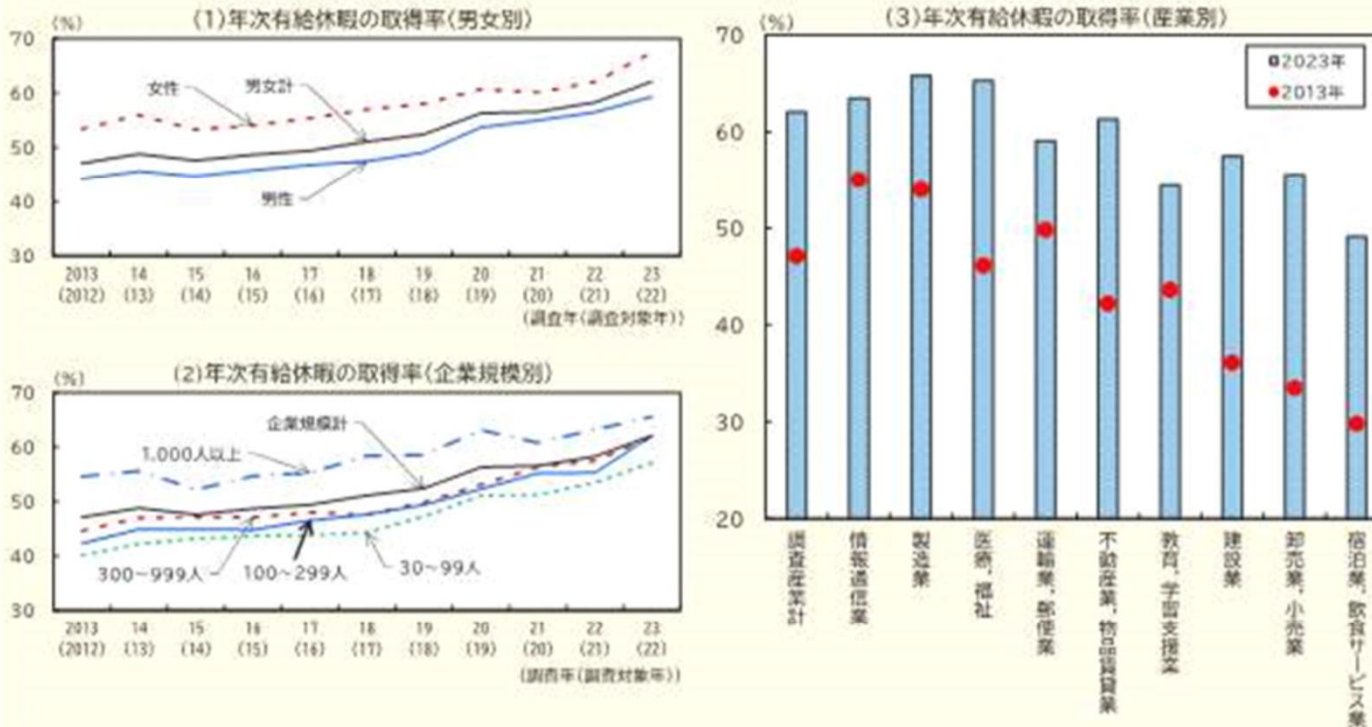 (1)年次有給休暇の取得率(男女別)
(%)
70
60
50
40
30
女性
男女計
男性
2013 14 15 16 17 18 19 20 21 22 23
(2012) (13) (14) (15) (16) (17) (18) (19) (20) (21) (22)
(調査年(調査対象年))
(2)年次有給休暇の取得率(企業規模別)
(%)
70
60
50
40
30
企業規模計
1,000人以上
300~999人
100~299人
30~99人
2013 14 15 16 17 18 19 20 21 22 23
(2012) (13) (14) (15) (16) (17) (18) (19) (20) (21) (22)
(調査年(調査対象年))
(3)年次有給休暇の取得率(産業別)
(%)
70
60
50
40
30
20
2023年
2013年
調査産業計
情報通信業
製造業
医療，福祉
運輸業，郵便業
不動産業，物品賃貸業
教育，学習支援業
建設業
卸売業，小売業
宿泊業，飲食サービス業